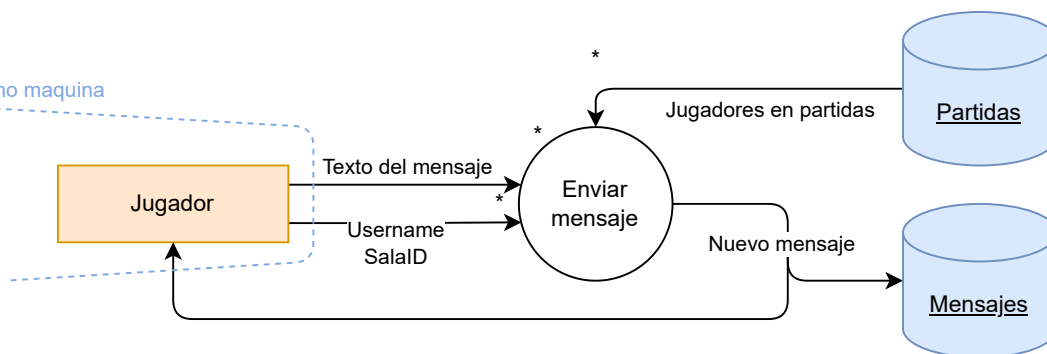 *
no maquina
Jugadores en partidas
Partidas
*
Texto del mensaje
Enviar
mensaje
Jugador
*
Username
SalaID
Nuevo mensaje
Mensajes